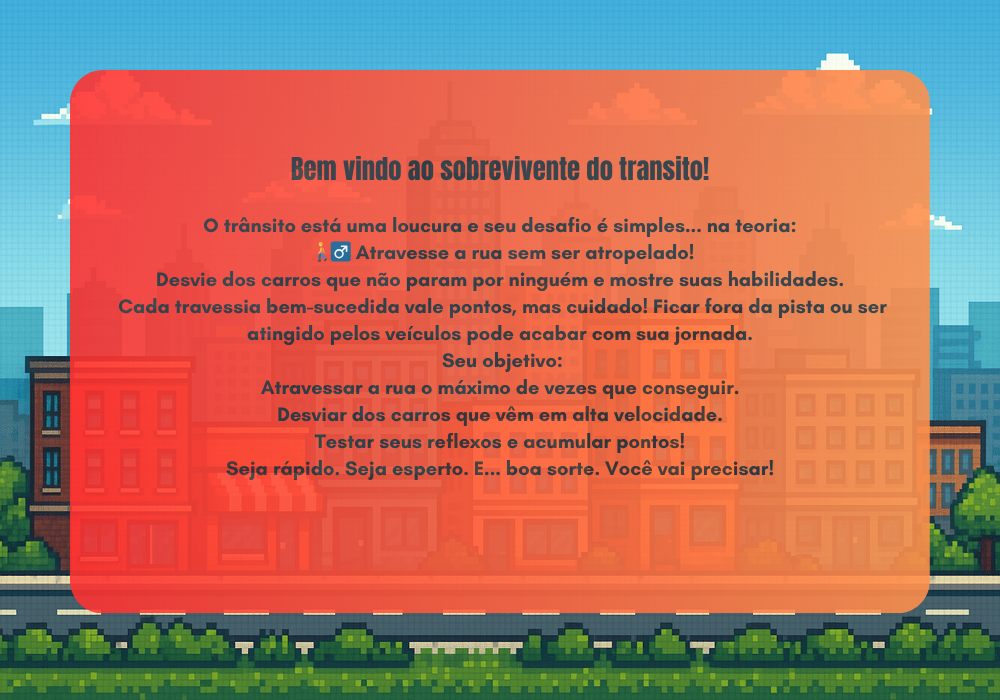 Bem vindo ao sobrevivente do transito!
O trânsito está uma loucura e seu desafio é simples... na teoria:
🚶♂️ Atravesse a rua sem ser atropelado!
Desvie dos carros que não param por ninguém e mostre suas habilidades.
Cada travessia bem-sucedida vale pontos, mas cuidado! Ficar fora da pista ou ser
atingido pelos veículos pode acabar com sua jornada.
Seu objetivo:
Atravessar a rua o máximo de vezes que conseguir.
Desviar dos carros que vêm em alta velocidade.
Testar seus reflexos e acumular pontos!
Seja rápido. Seja esperto. E... boa sorte. Você vai precisar!